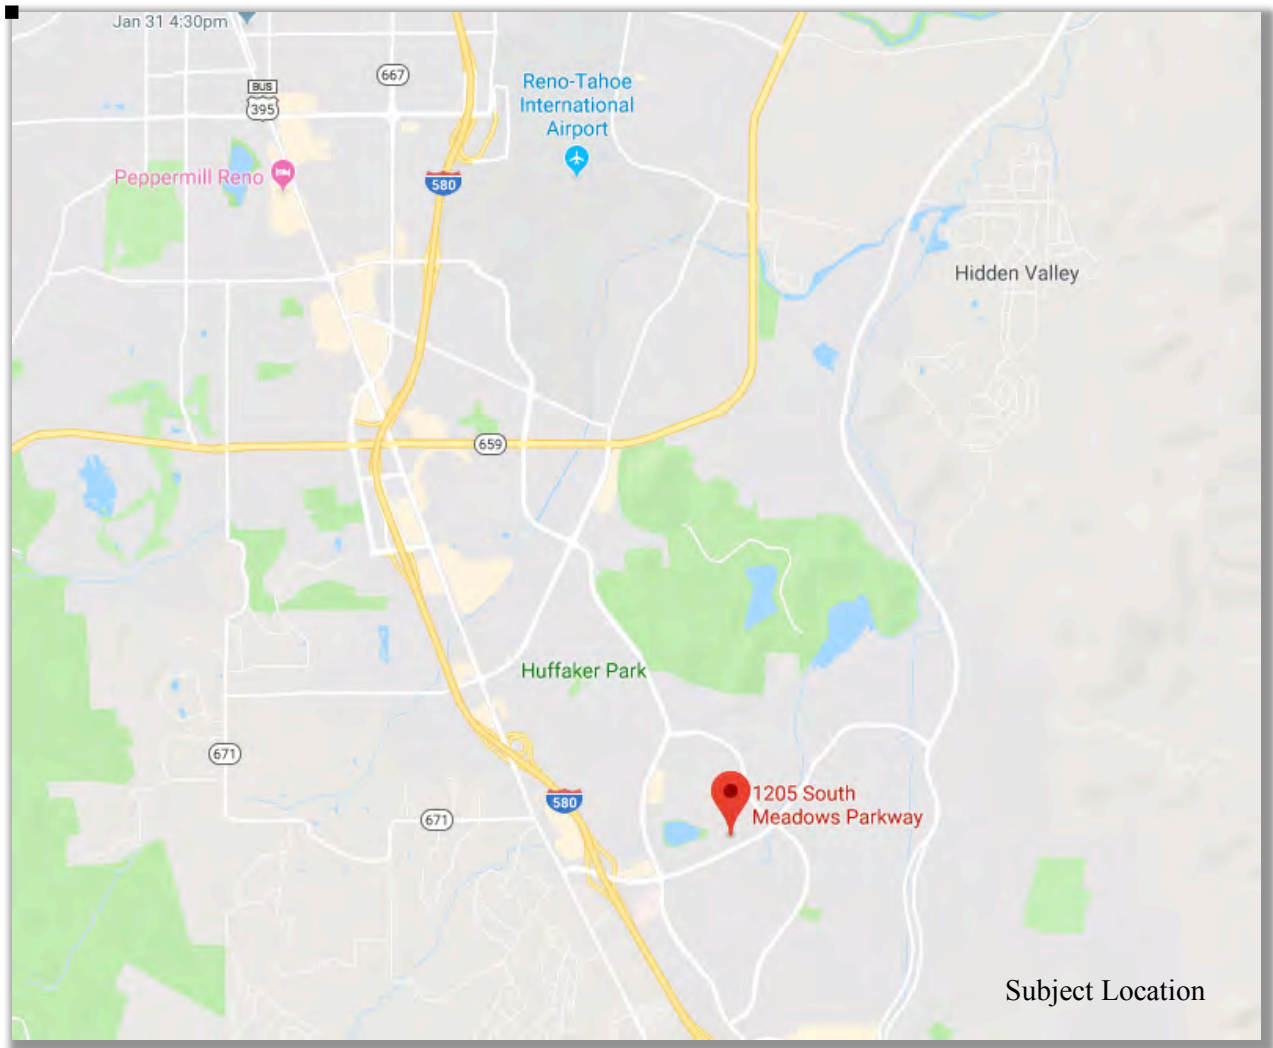 Jan 31 4:30pm
667
BUS
395
Reno-Tahoe
International
Airport
Peppermill Reno
580
Hidden Valley
659
Huffaker Park
671
580
1205 South
Meadows Parkway
671
Subject Location